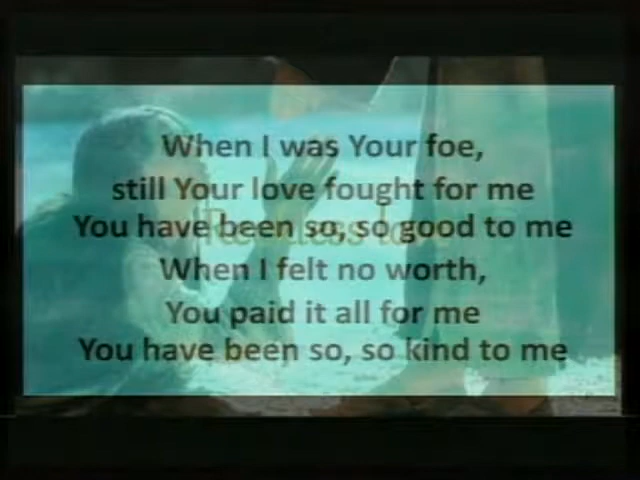 When I was Your foe,
still Your love fought for me
You have been so, so good to me
When I felt no worth,
You paid it all for me
You have been so, so kind to me